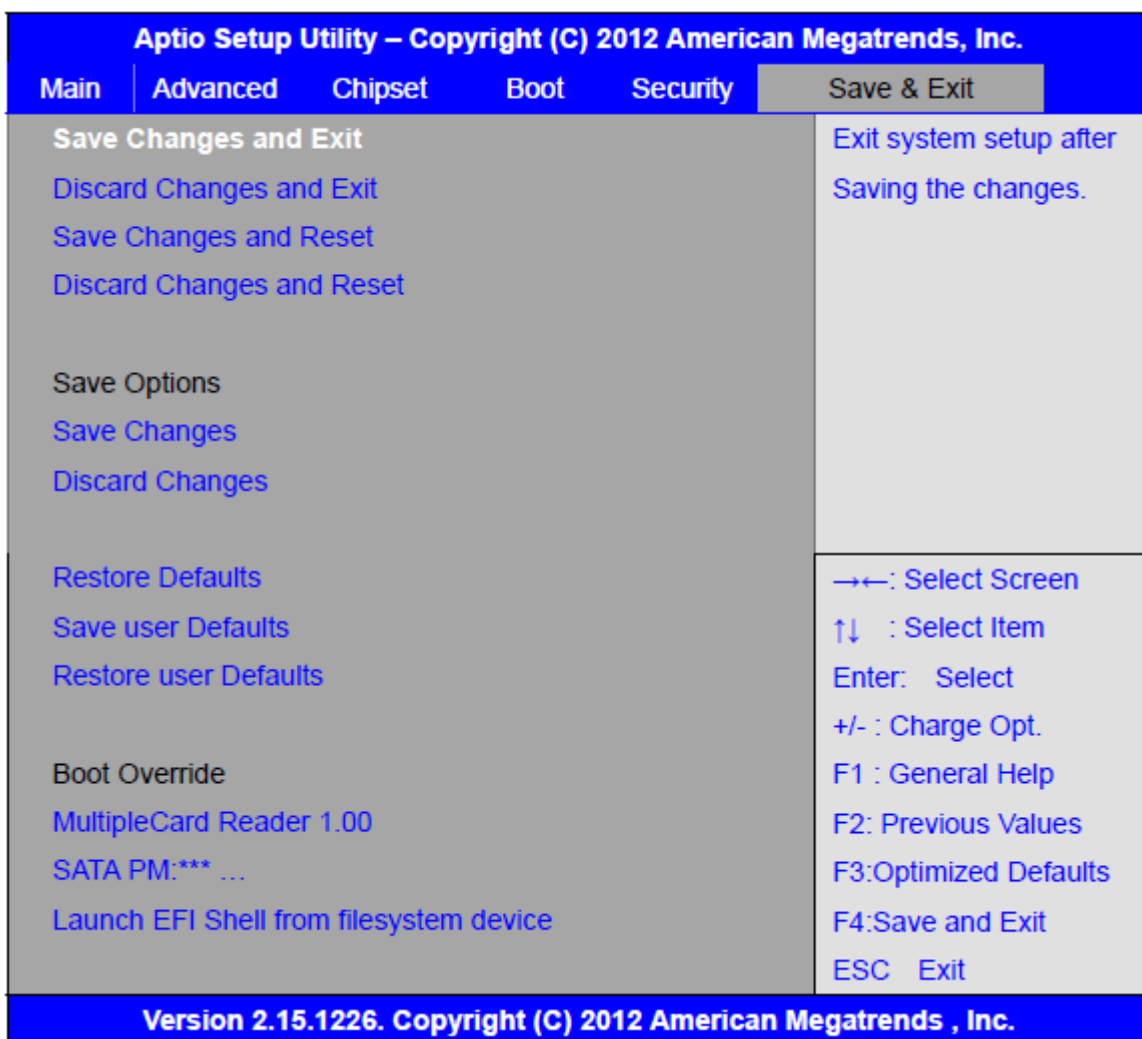 Aptio Setup Utility – Copyright (C) 2012 American Megatrends, Inc.
Main Advanced Chipset Boot Security Save & Exit
Save Changes and Exit
Discard Changes and Exit
Save Changes and Reset
Discard Changes and Reset
Save Options
Save Changes
Discard Changes
Restore Defaults
Save user Defaults
Restore user Defaults
Boot Override
MultipleCard Reader 1.00
SATA PM:*** …
Launch EFI Shell from filesystem device
Exit system setup after
Saving the changes.
→←: Select Screen
↑↓ : Select Item
Enter: Select
+/- : Charge Opt.
F1 : General Help
F2: Previous Values
F3:Optimized Defaults
F4:Save and Exit
ESC Exit
Version 2.15.1226. Copyright (C) 2012 American Megatrends , Inc.